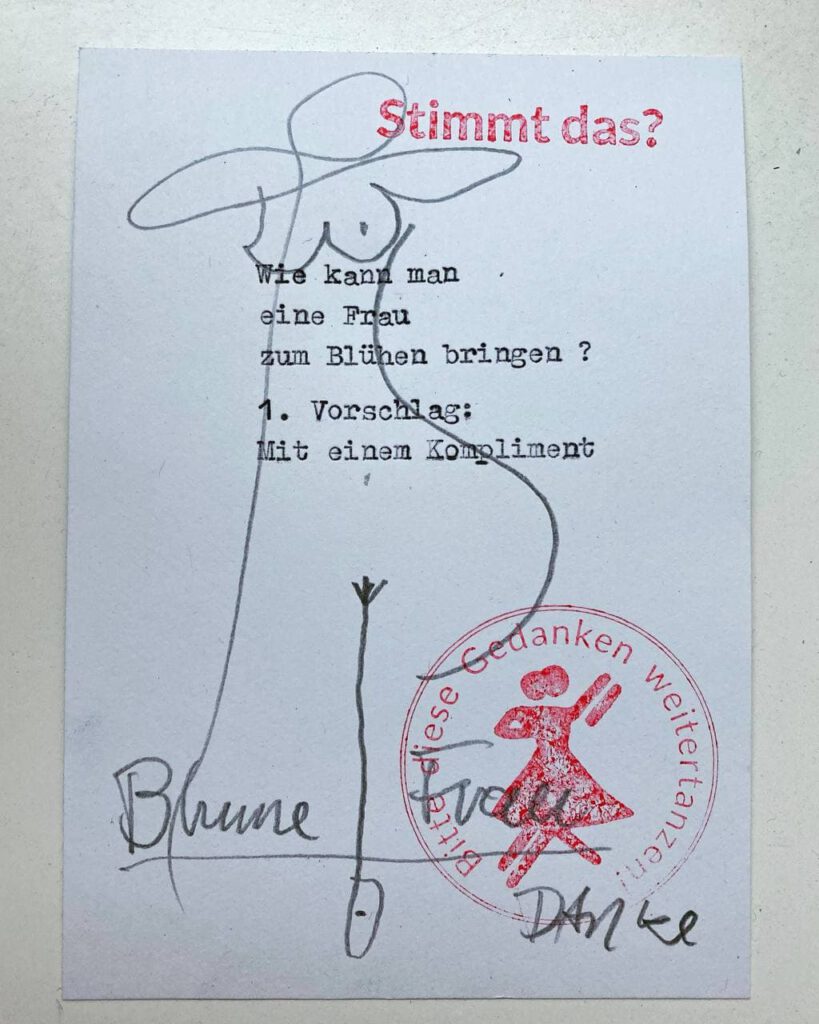 Stimmt das?
Wie kann man
eine Frau
zum Blühen bringen ?
1. Vorschlag:
Mit einem Kompliment
Bitte diese Gedanken weitertanzen!
Blume Frau
DANKe